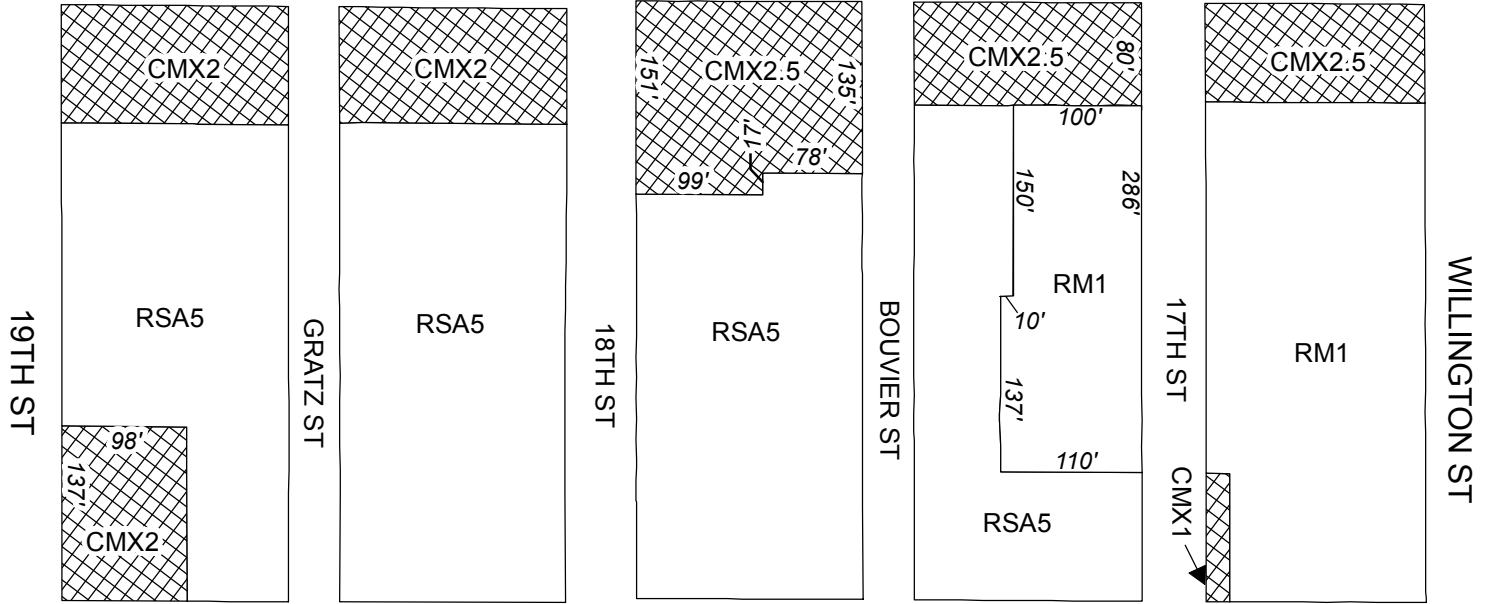 CMX2
CMX2
151'
CMX2.5
135'
17'
99'
78'
CMX2.5
80'
100'
150'
286'
CMX2.5
RSA5
RSA5
RSA5
RM1
10'
137'
110'
RM1
98'
137'
CMX2
RSA5
CMX1
19TH ST
GRATZ ST
18TH ST
BOUVIER ST
17TH ST
WILLINGTON ST